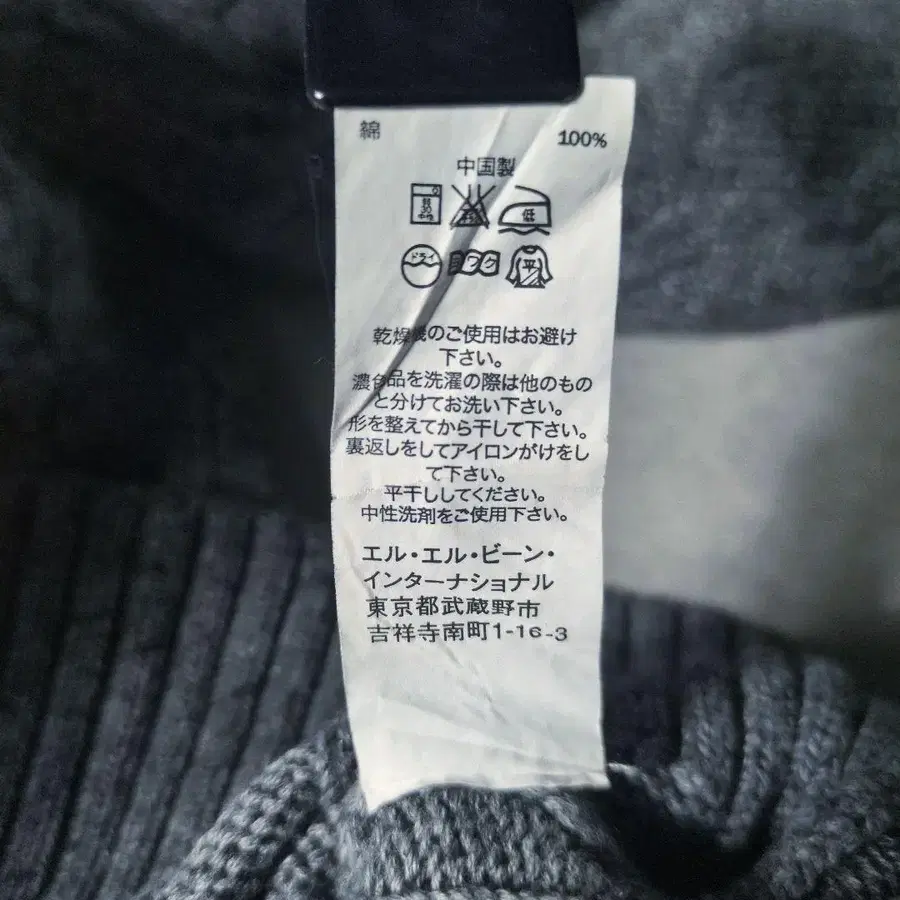 綿 100%
中国製
低
ドライ 平
乾燥機のご使用はお避け
下さい。
濃色品を洗濯の際は他のもの
と分けてお洗い下さい。
形を整えてから干して下さい。
裏返しをしてアイロンがけをし
て下さい。
平干ししてください。
中性洗剤をご使用下さい。
エル・エル・ビーン・
インターナショナル
東京都武蔵野市
吉祥寺南町1-16-3